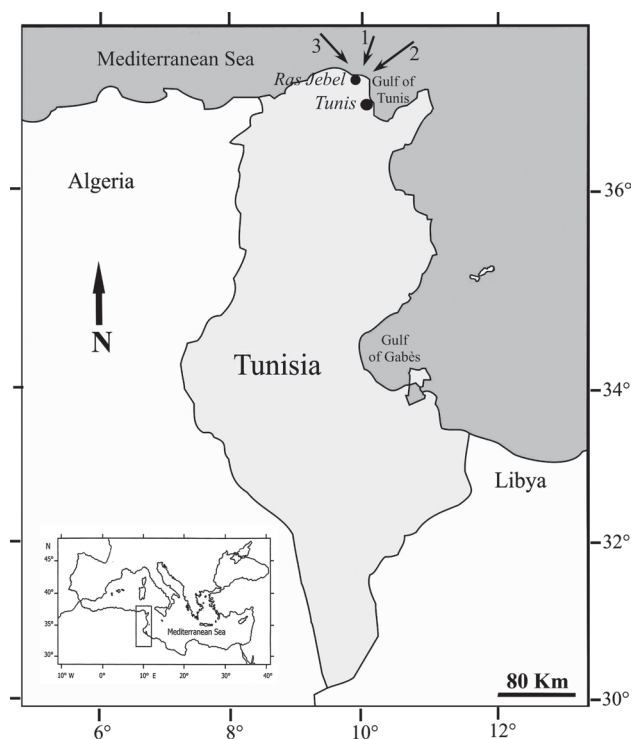 Mediterranean Sea
3
1
2
Ras Jebel
Gulf of
Tunis
Tunis
Algeria
36°
N
Tunisia
Gulf
of Gabès
34°
Libya
32°
N
45°
40°
35°
30°
Mediterranean Sea
10° W
0°
10° E
20°
30°
40°
80 Km
30°
6°
8°
10°
12°